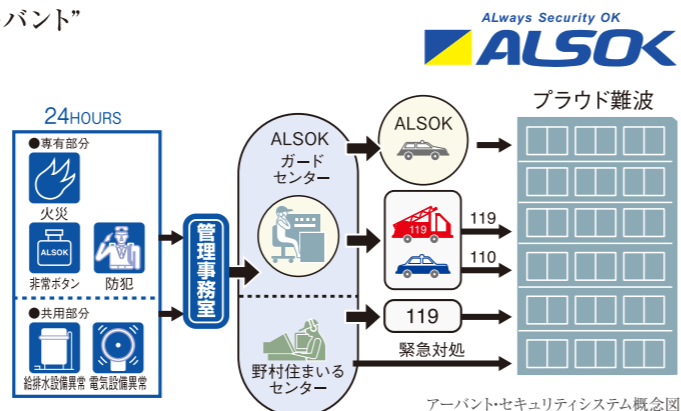 バント”
ALways Security OK
ALSOK
24HOURS
●専有部分
火災
ALSOK
非常ボタン
防犯
●共用部分
給排水設備異常
電気設備異常
管理事務室
ALSOK
ガード
センター
野村住まいる
センター
ALSOK
119
119
110
119
緊急対処
プラウド難波
アーバント・セキュリティシステム概念図